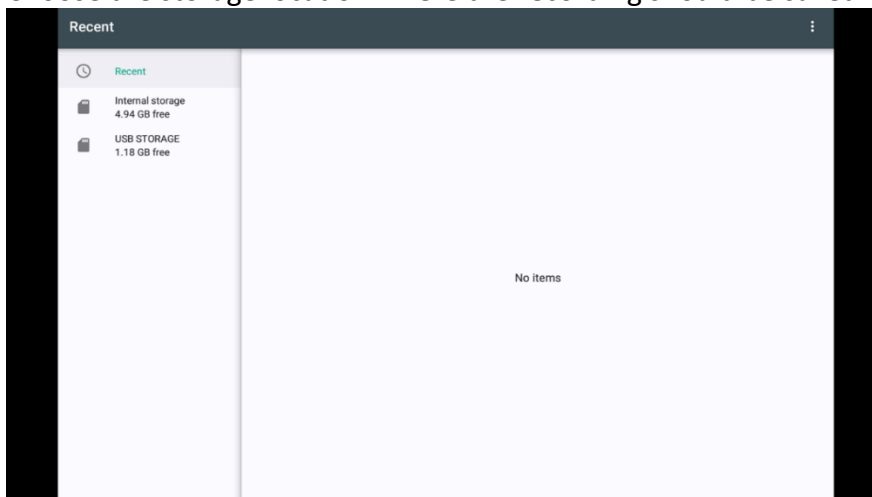 Recent
Recent
Internal storage
4.94 GB free
USB STORAGE
1.18 GB free
No items